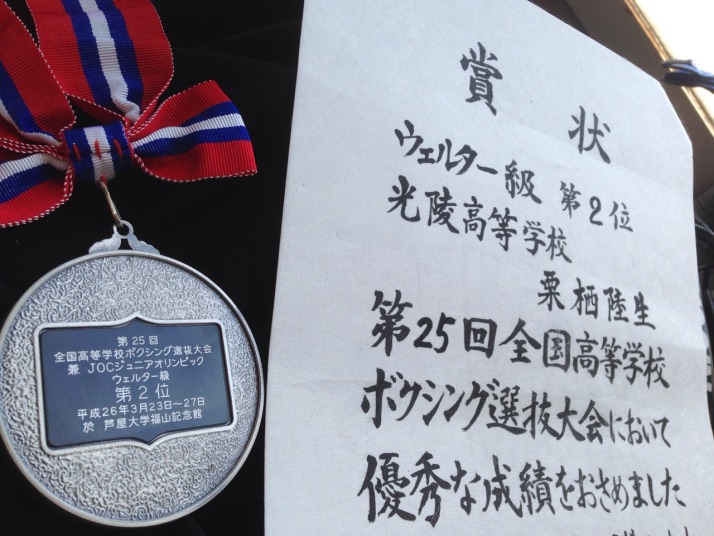 第25回
全国高等学校ボクシング選抜大会
兼 JOCジュニアオリンピック
ウェルター級
第2位
平成26年3月23日~27日
於 芦屋大学福山記念館
賞状
ウェルター級 第2位
光陵高等学校
栗栖陸生
第25回全国高等学校
ボクシング選抜大会において
優秀な成績をおさめました